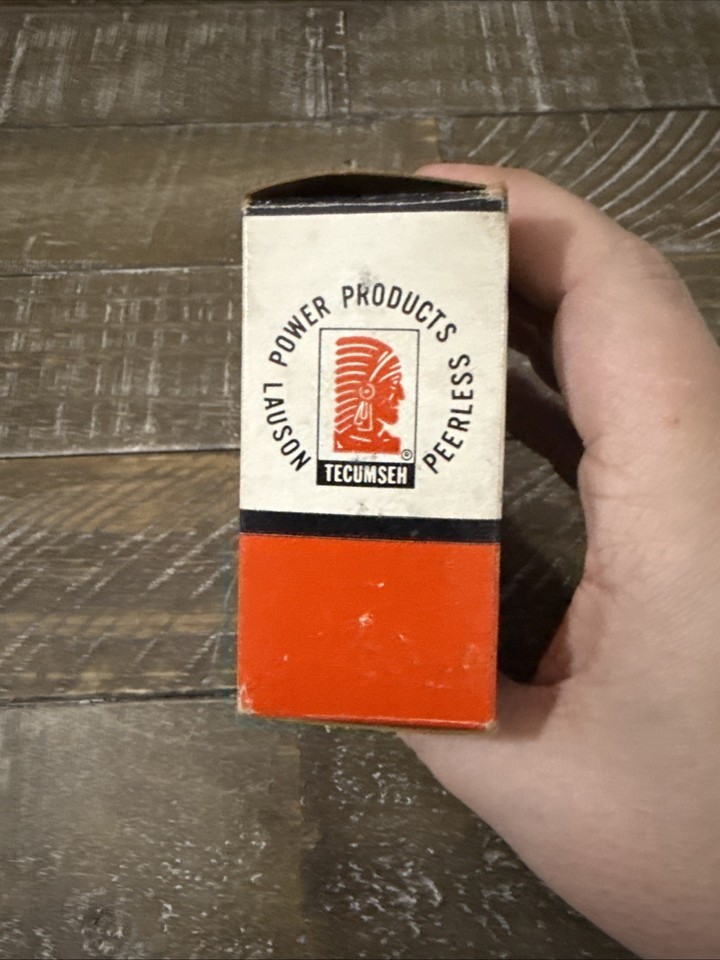 LAUSON POWER PRODUCTS PEERLESS
®
TECUMSEH